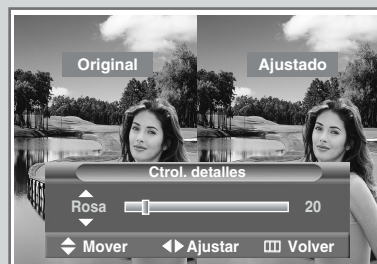 Original Ajustado
Ctrol. detalles
Rosa 20
Mover Ajustar Volver